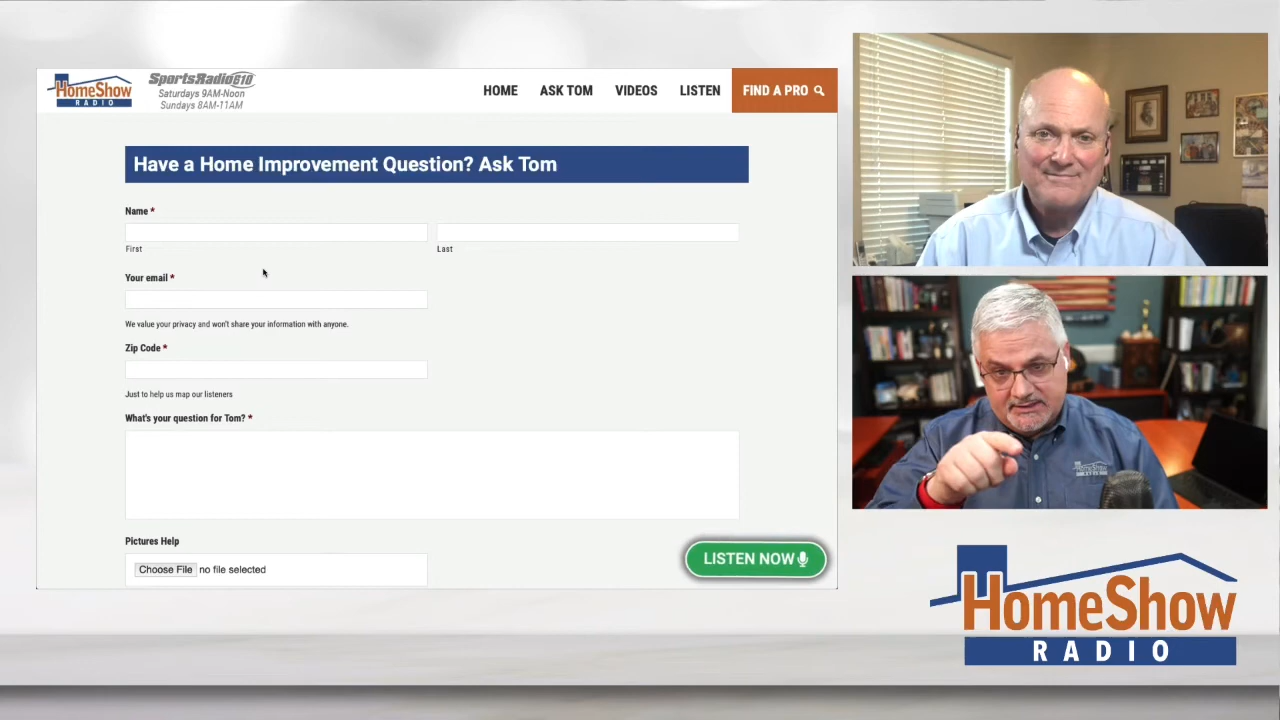 HomeShow
RADIO
SportsRadio610
Saturdays 9AM-Noon
Sundays 8AM-11AM
HOME
ASK TOM
VIDEOS
LISTEN
FIND A PRO
Have a Home Improvement Question? Ask Tom
Name *
First
Last
Your email *
We value your privacy and won't share your information with anyone.
Zip Code *
Just to help us map our listeners
What's your question for Tom? *
Pictures Help
Choose File no file selected
LISTEN NOW
HomeShow
HomeShow
RADIO